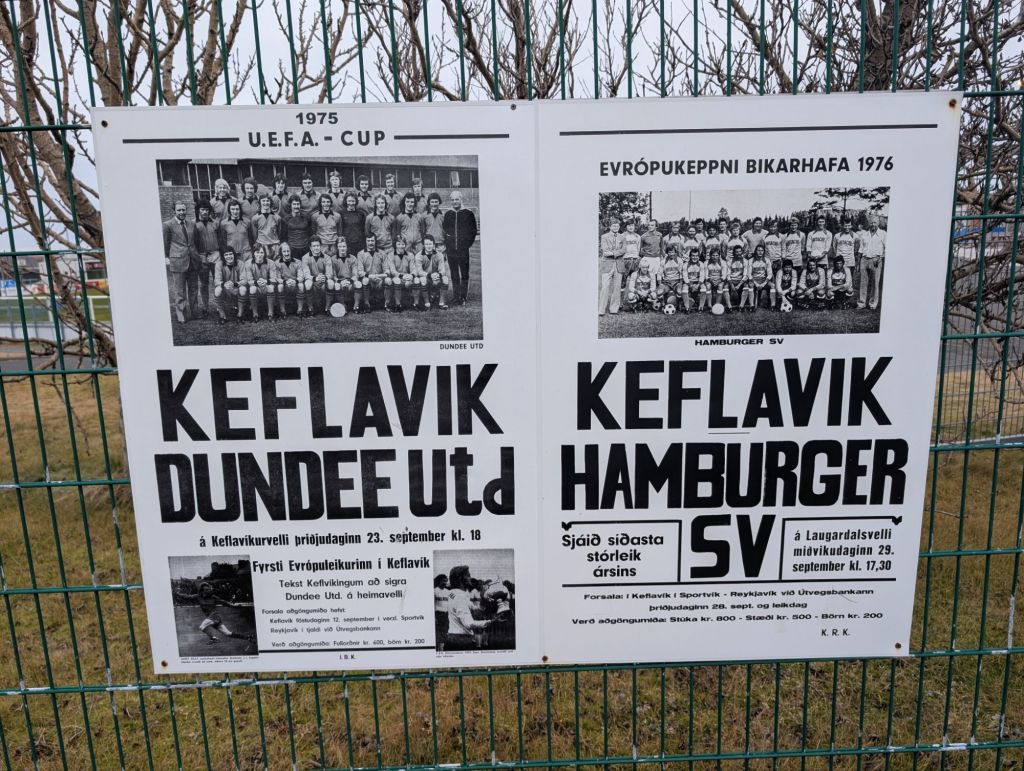 1975
U.E.F.A. - CUP
DUNDEE UTD
KEFLAVIK
DUNDEE Utd
á Keflavíkurvelli þriðjudaginn 23. september kl. 18
Fyrsti Evrópuleikurinn í Keflavík
Tekst Keflvíkingum að sigra
Dundee Utd. á heimavelli
Forsala aðgöngumiða hefst:
Keflavík föstudaginn 12. september í verzl. Sportvík
Reykjavík í tjaldi við Útvegsbankann
Verð aðgöngumiða: Fullorðnir kr. 600, börn kr. 200
Í.B.K.
EVRÓPUKEPPNI BIKARHAFA 1976
HAMBURGER SV
KEFLAVIK
HAMBURGER
SV
Sjáið síðasta
stórleik
ársins
á Laugardalsvelli
miðvikudaginn 29.
september kl. 17,30
Forsala: í Keflavík í Sportvík - Reykjavík við Útvegsbankann
þriðjudaginn 28. sept. og leikdag
Verð aðgöngumiða: Stúka kr. 800 - Stæði kr. 500 - Börn kr. 200
K.R.K.